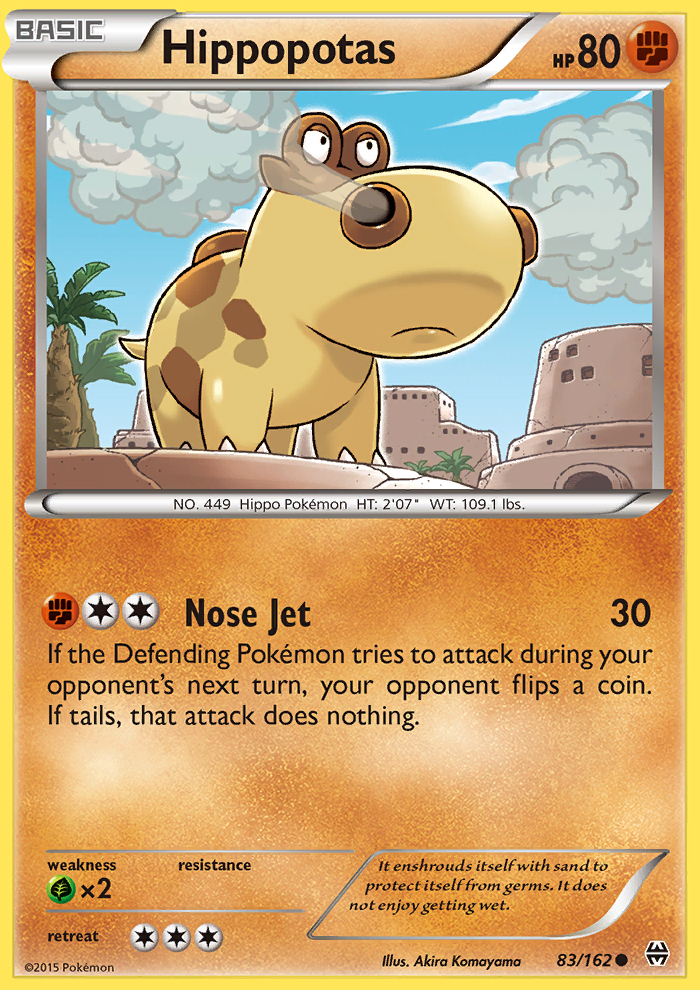 BASIC
Hippopotas
HP80
NO. 449 Hippo Pokémon HT: 2'07" WT: 109.1 lbs.
Nose Jet 30
If the Defending Pokémon tries to attack during your
opponent's next turn, your opponent flips a coin.
If tails, that attack does nothing.
weakness resistance
×2
It enshrouds itself with sand to
protect itself from germs. It does
not enjoy getting wet.
retreat
Illus. Akira Komayama 83/162
©2015 Pokémon